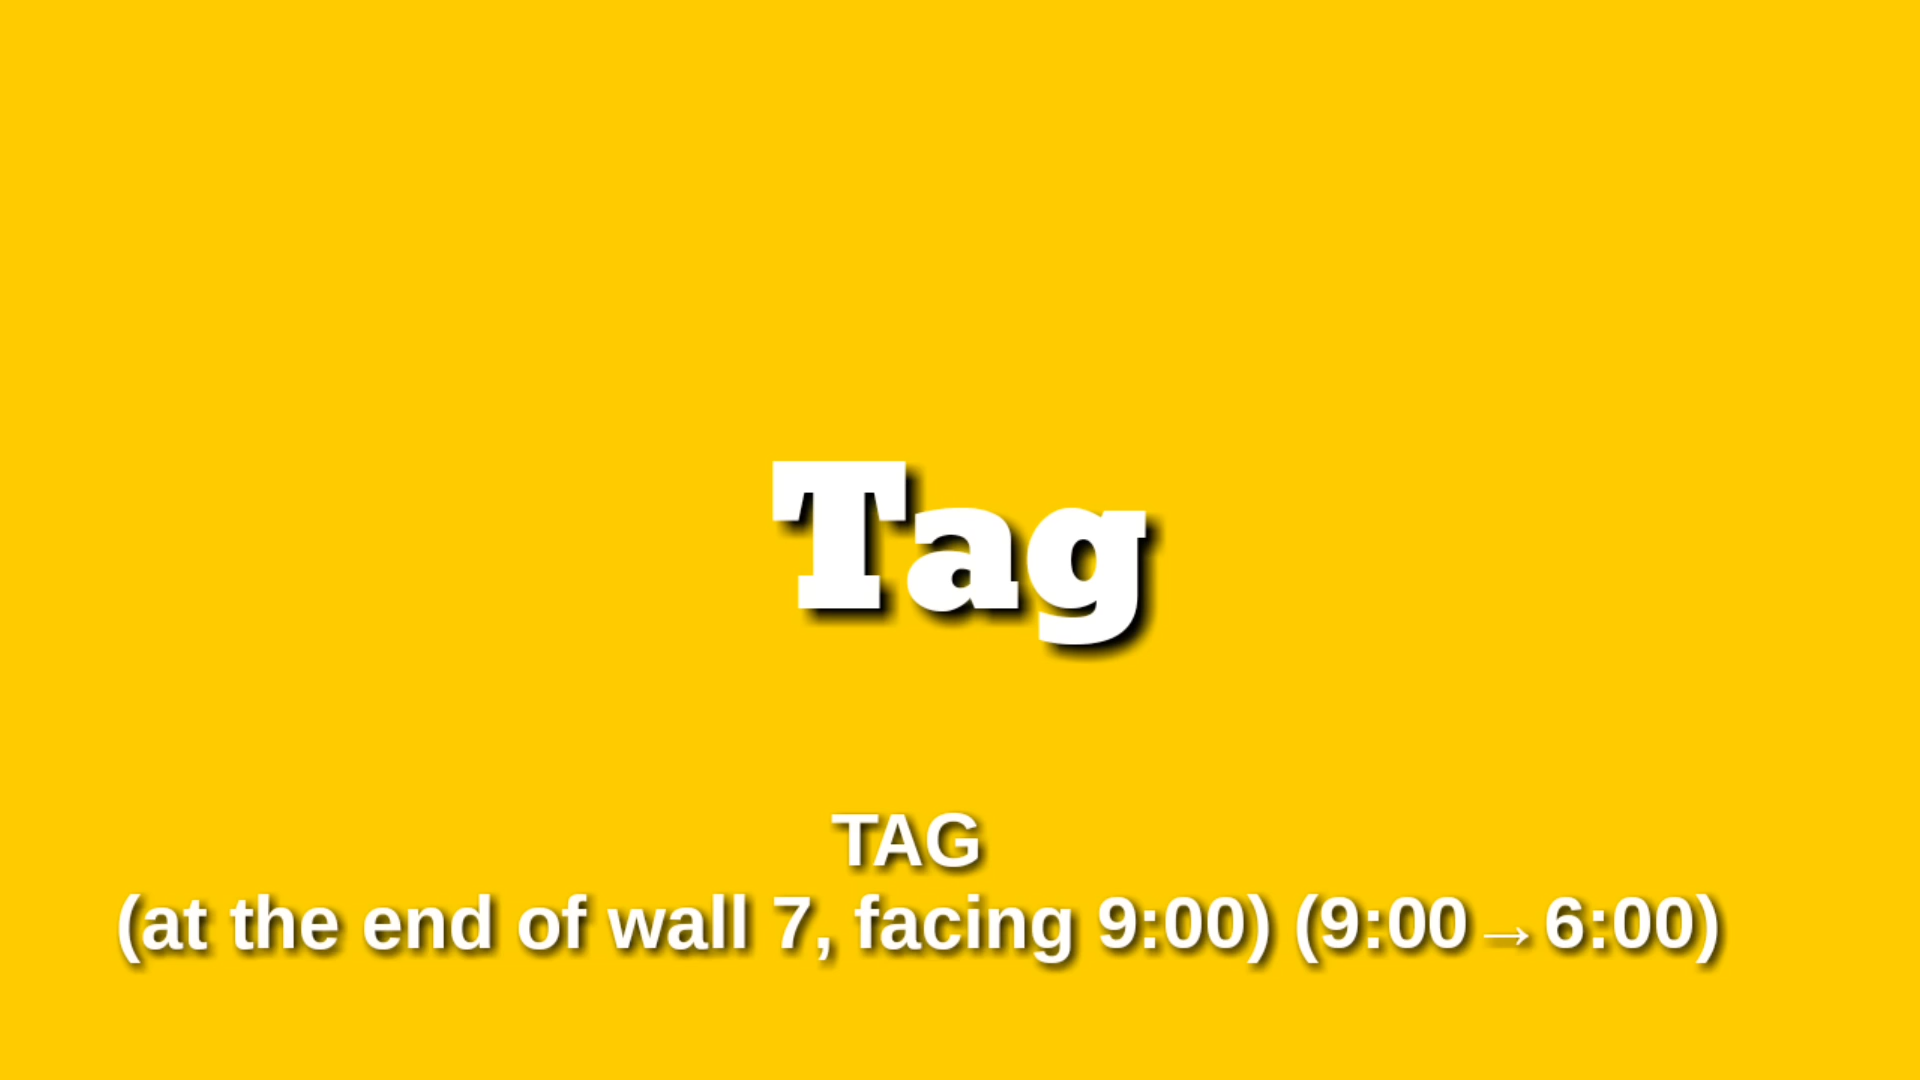 Tag
TAG
(at the end of wall 7, facing 9:00) (9:00→6:00)